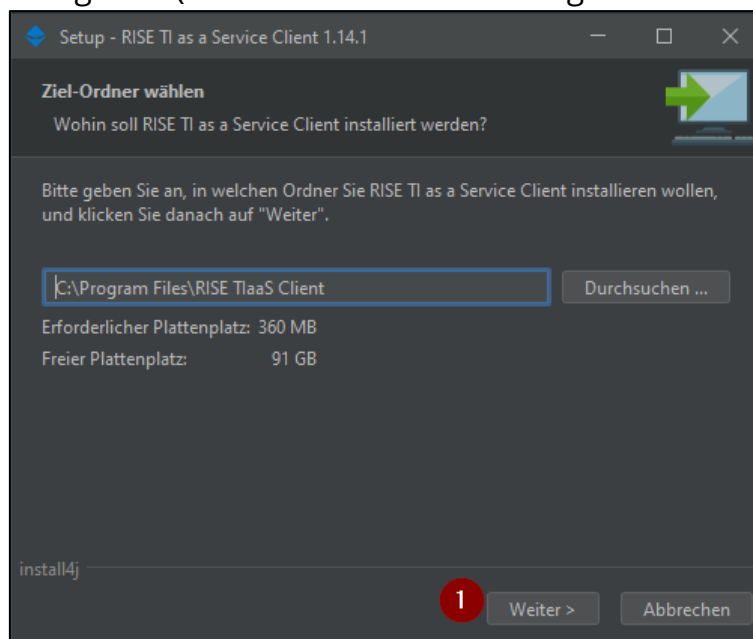 Setup - RISE TI as a Service Client 1.14.1
Ziel-Ordner wählen
Wohin soll RISE TI as a Service Client installiert werden?
Bitte geben Sie an, in welchen Ordner Sie RISE TI as a Service Client installieren wollen,
und klicken Sie danach auf "Weiter".
C:\Program Files\RISE TIaaS Client
Durchsuchen ...
Erforderlicher Plattenplatz: 360 MB
Freier Plattenplatz: 91 GB
install4j
1 Weiter > Abbrechen